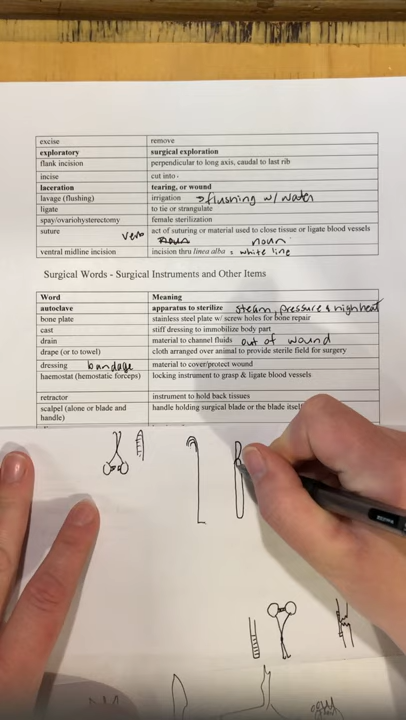 excise remove
exploratory surgical exploration
flank incision perpendicular to long axis, caudal to last rib
incise cut into
laceration tearing, or wound
lavage (flushing) irrigation → flushing w/ water
ligate to tie or strangulate
spay/ovariohysterectomy female sterilization
suture act of suturing or material used to close tissue or ligate blood vessels
verb noun
ventral midline incision incision thru linea alba = white line
Surgical Words - Surgical Instruments and Other Items
Word Meaning
autoclave apparatus to sterilize steam, pressure & high heat
bone plate stainless steel plate w/ screw holes for bone repair
cast stiff dressing to immobilize body part
drain material to channel fluids out of wound
drape (or to towel) cloth arranged over animal to provide sterile field for surgery
dressing bandage material to cover/protect wound
haemostat (hemostatic forceps) locking instrument to grasp & ligate blood vessels
retractor instrument to hold back tissues
scalpel (alone or blade and handle holding surgical blade or the blade itself
handle)